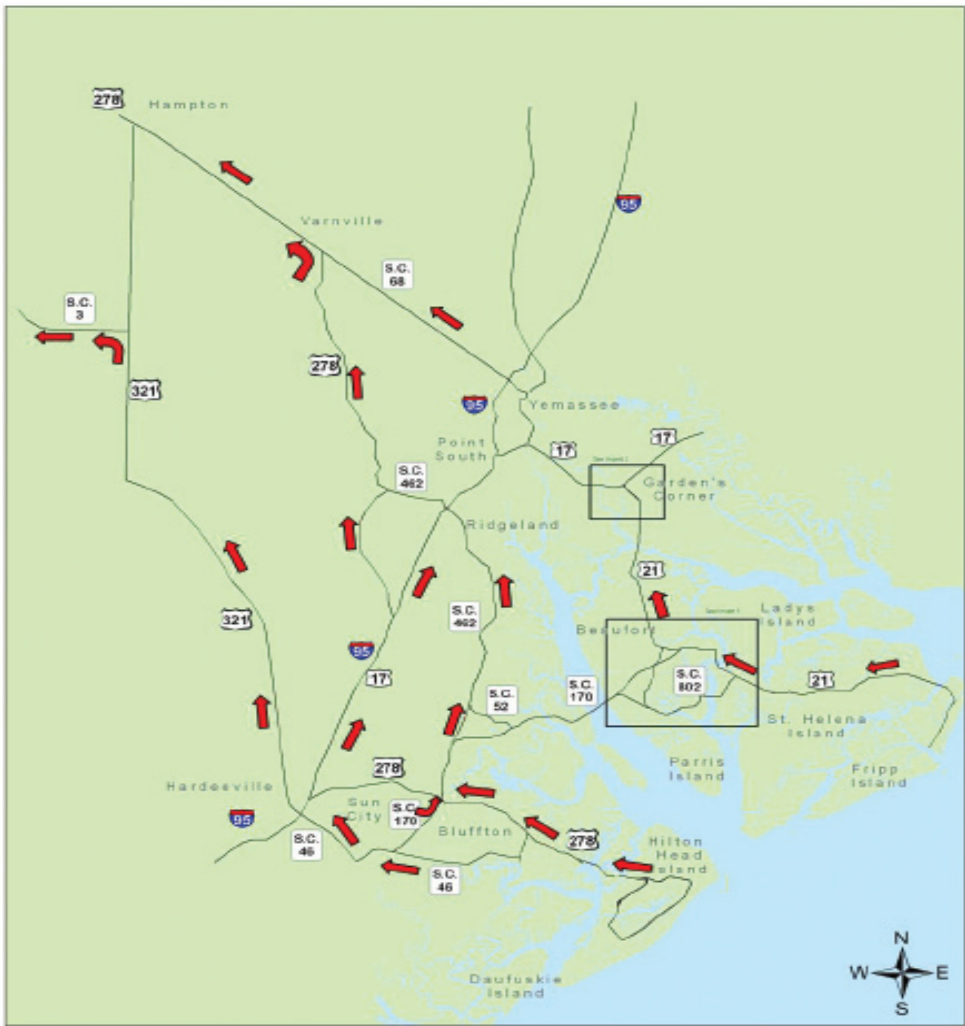 278
Hampton
95
Varnville
S.C.
68
S.C.
3
278
321
95
Yemassee
Point
South
17
17
S.C.
462
Garden's
Corner
Ridgeland
21
Ladys
Island
321
S.C.
462
Beaufort
95
17
S.C.
170
S.C.
802
21
S.C.
52
St. Helena
Island
278
Parris
Island
Fripp
Island
Hardeeville
Sun
City
S.C.
170
95
S.C.
46
Bluffton
278
Hilton
Head
Island
S.C.
46
N
W
E
S
Daufuskie
Island